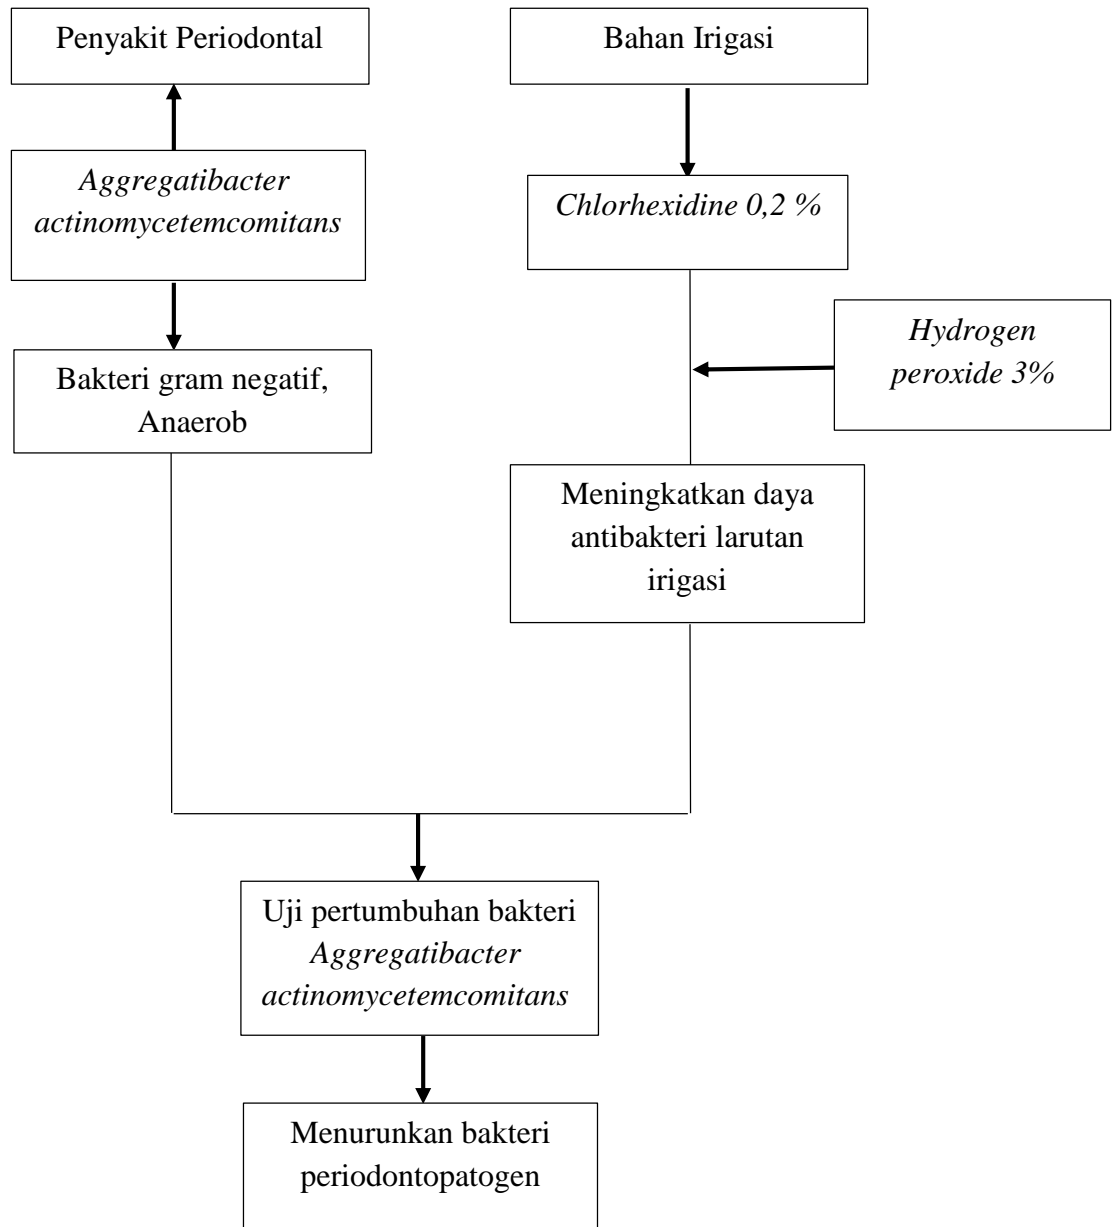 Penyakit Periodontal
Bahan Irigasi
Aggregatibacter
actinomycetemcomitans
Chlorhexidine 0,2 %
Hydrogen
peroxide 3%
Bakteri gram negatif,
Anaerob
Meningkatkan daya
antibakteri larutan
irigasi
Uji pertumbuhan bakteri
Aggregatibacter
actinomycetemcomitans
Menurunkan bakteri
periodontopatogen